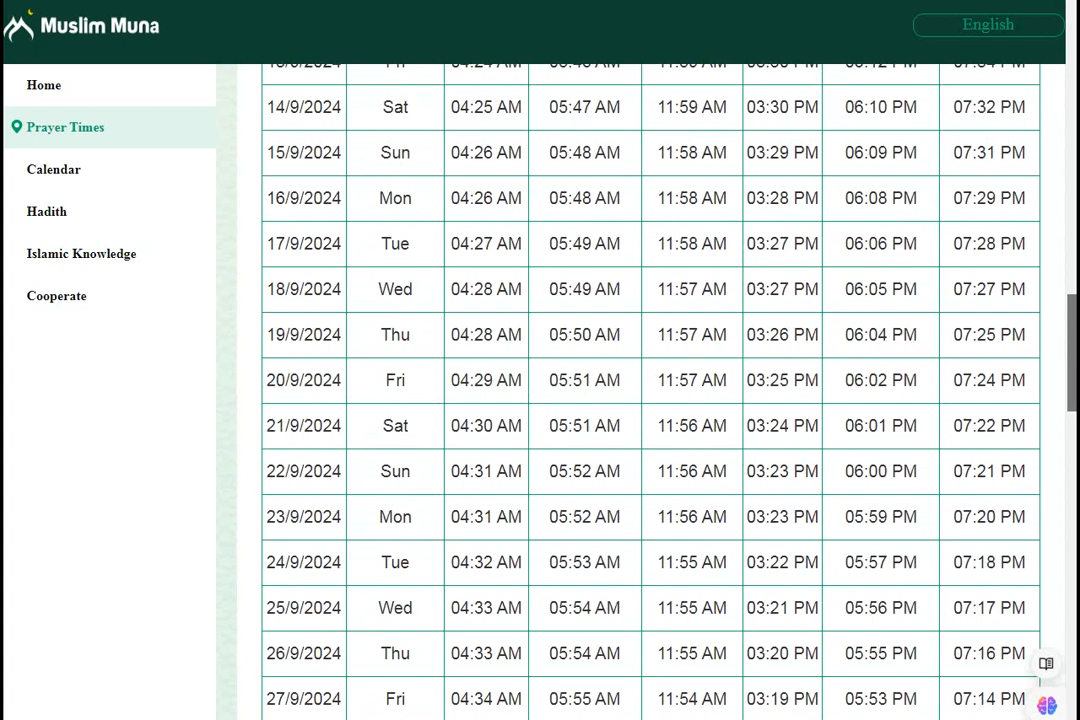 Muslim Muna
English
Home
Prayer Times
Calendar
Hadith
Islamic Knowledge
Cooperate
14/9/2024 Sat 04:25 AM 05:47 AM 11:59 AM 03:30 PM 06:10 PM 07:32 PM
15/9/2024 Sun 04:26 AM 05:48 AM 11:58 AM 03:29 PM 06:09 PM 07:31 PM
16/9/2024 Mon 04:26 AM 05:48 AM 11:58 AM 03:28 PM 06:08 PM 07:29 PM
17/9/2024 Tue 04:27 AM 05:49 AM 11:58 AM 03:27 PM 06:06 PM 07:28 PM
18/9/2024 Wed 04:28 AM 05:49 AM 11:57 AM 03:27 PM 06:05 PM 07:27 PM
19/9/2024 Thu 04:28 AM 05:50 AM 11:57 AM 03:26 PM 06:04 PM 07:25 PM
20/9/2024 Fri 04:29 AM 05:51 AM 11:57 AM 03:25 PM 06:02 PM 07:24 PM
21/9/2024 Sat 04:30 AM 05:51 AM 11:56 AM 03:24 PM 06:01 PM 07:22 PM
22/9/2024 Sun 04:31 AM 05:52 AM 11:56 AM 03:23 PM 06:00 PM 07:21 PM
23/9/2024 Mon 04:31 AM 05:52 AM 11:56 AM 03:23 PM 05:59 PM 07:20 PM
24/9/2024 Tue 04:32 AM 05:53 AM 11:55 AM 03:22 PM 05:57 PM 07:18 PM
25/9/2024 Wed 04:33 AM 05:54 AM 11:55 AM 03:21 PM 05:56 PM 07:17 PM
26/9/2024 Thu 04:33 AM 05:54 AM 11:55 AM 03:20 PM 05:55 PM 07:16 PM
27/9/2024 Fri 04:34 AM 05:55 AM 11:54 AM 03:19 PM 05:53 PM 07:14 PM